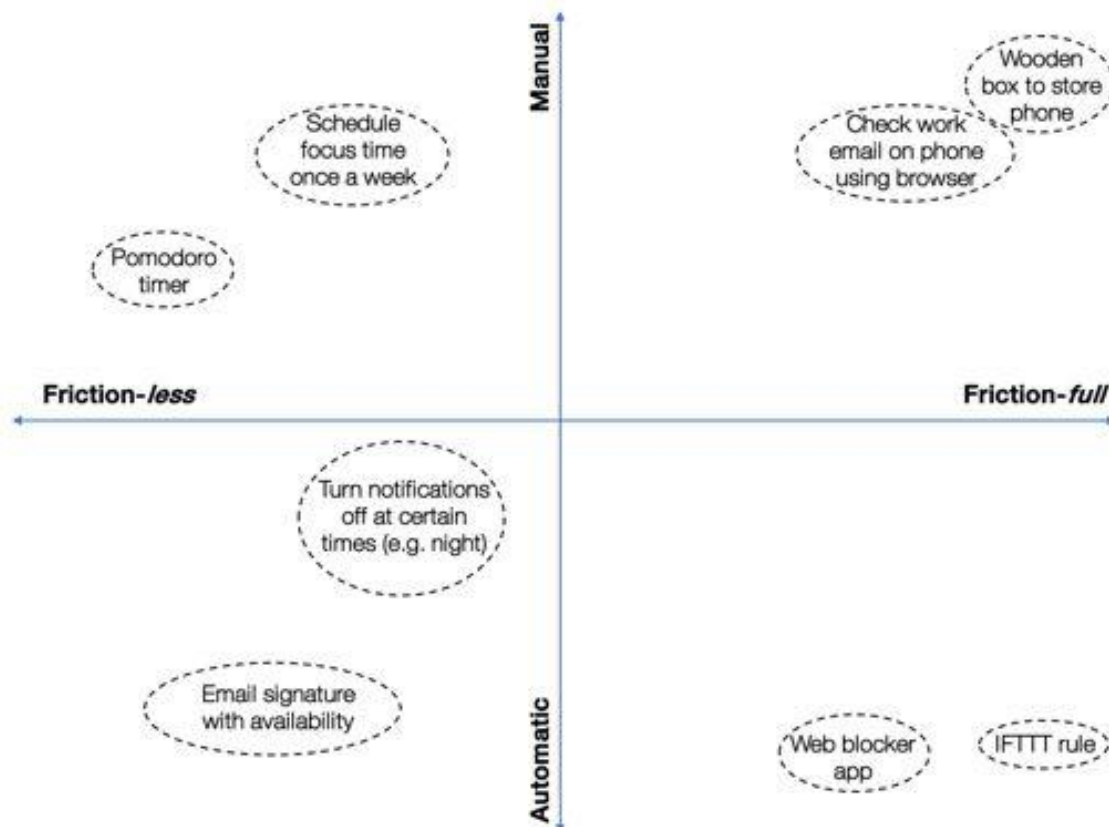 Manual
Wooden
box to store
phone
Schedule
focus time
once a week
Check work
email on phone
using browser
Pomodoro
timer
Friction-less
Friction-full
Turn notifications
off at certain
times (e.g. night)
Email signature
with availability
Automatic
Web blocker
app
IFTTT rule